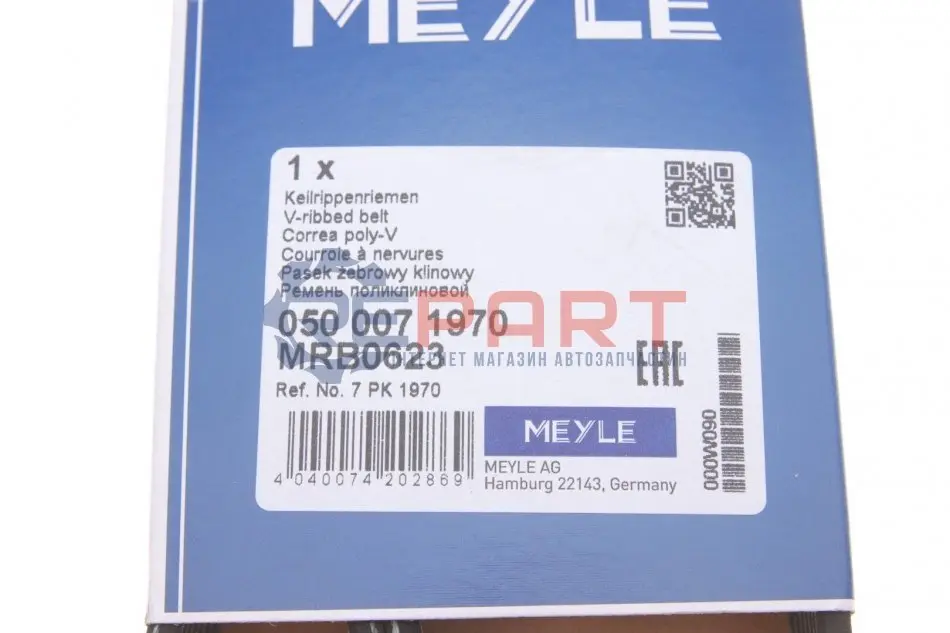 MEYLE
1 x
Keilrippenriemen
V-ribbed belt
Correa poly-V
Courroie à nervures
Pasek żebrowy klinowy
Ремень поликлиновой
PART
050 007 1970
ИНТЕРНЕТ МАГАЗИН АВТОЗАПЧАСТИН
MRB0623
EAC
Ref. No. 7 PK 1970
4 040074 202869
MEYLE
MEYLE AG
Hamburg 22143, Germany
000W090